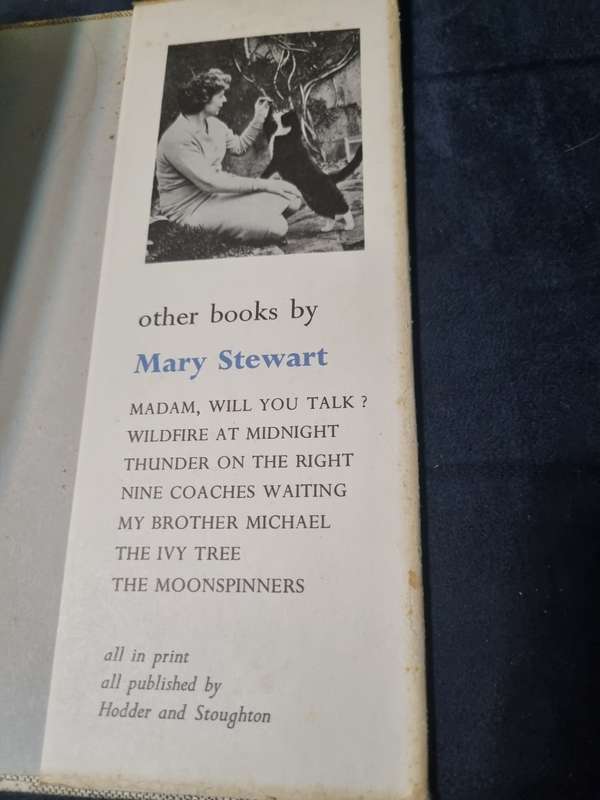 other books by
Mary Stewart
MADAM, WILL YOU TALK ?
WILDFIRE AT MIDNIGHT
THUNDER ON THE RIGHT
NINE COACHES WAITING
MY BROTHER MICHAEL
THE IVY TREE
THE MOONSPINNERS
all in print
all published by
Hodder and Stoughton